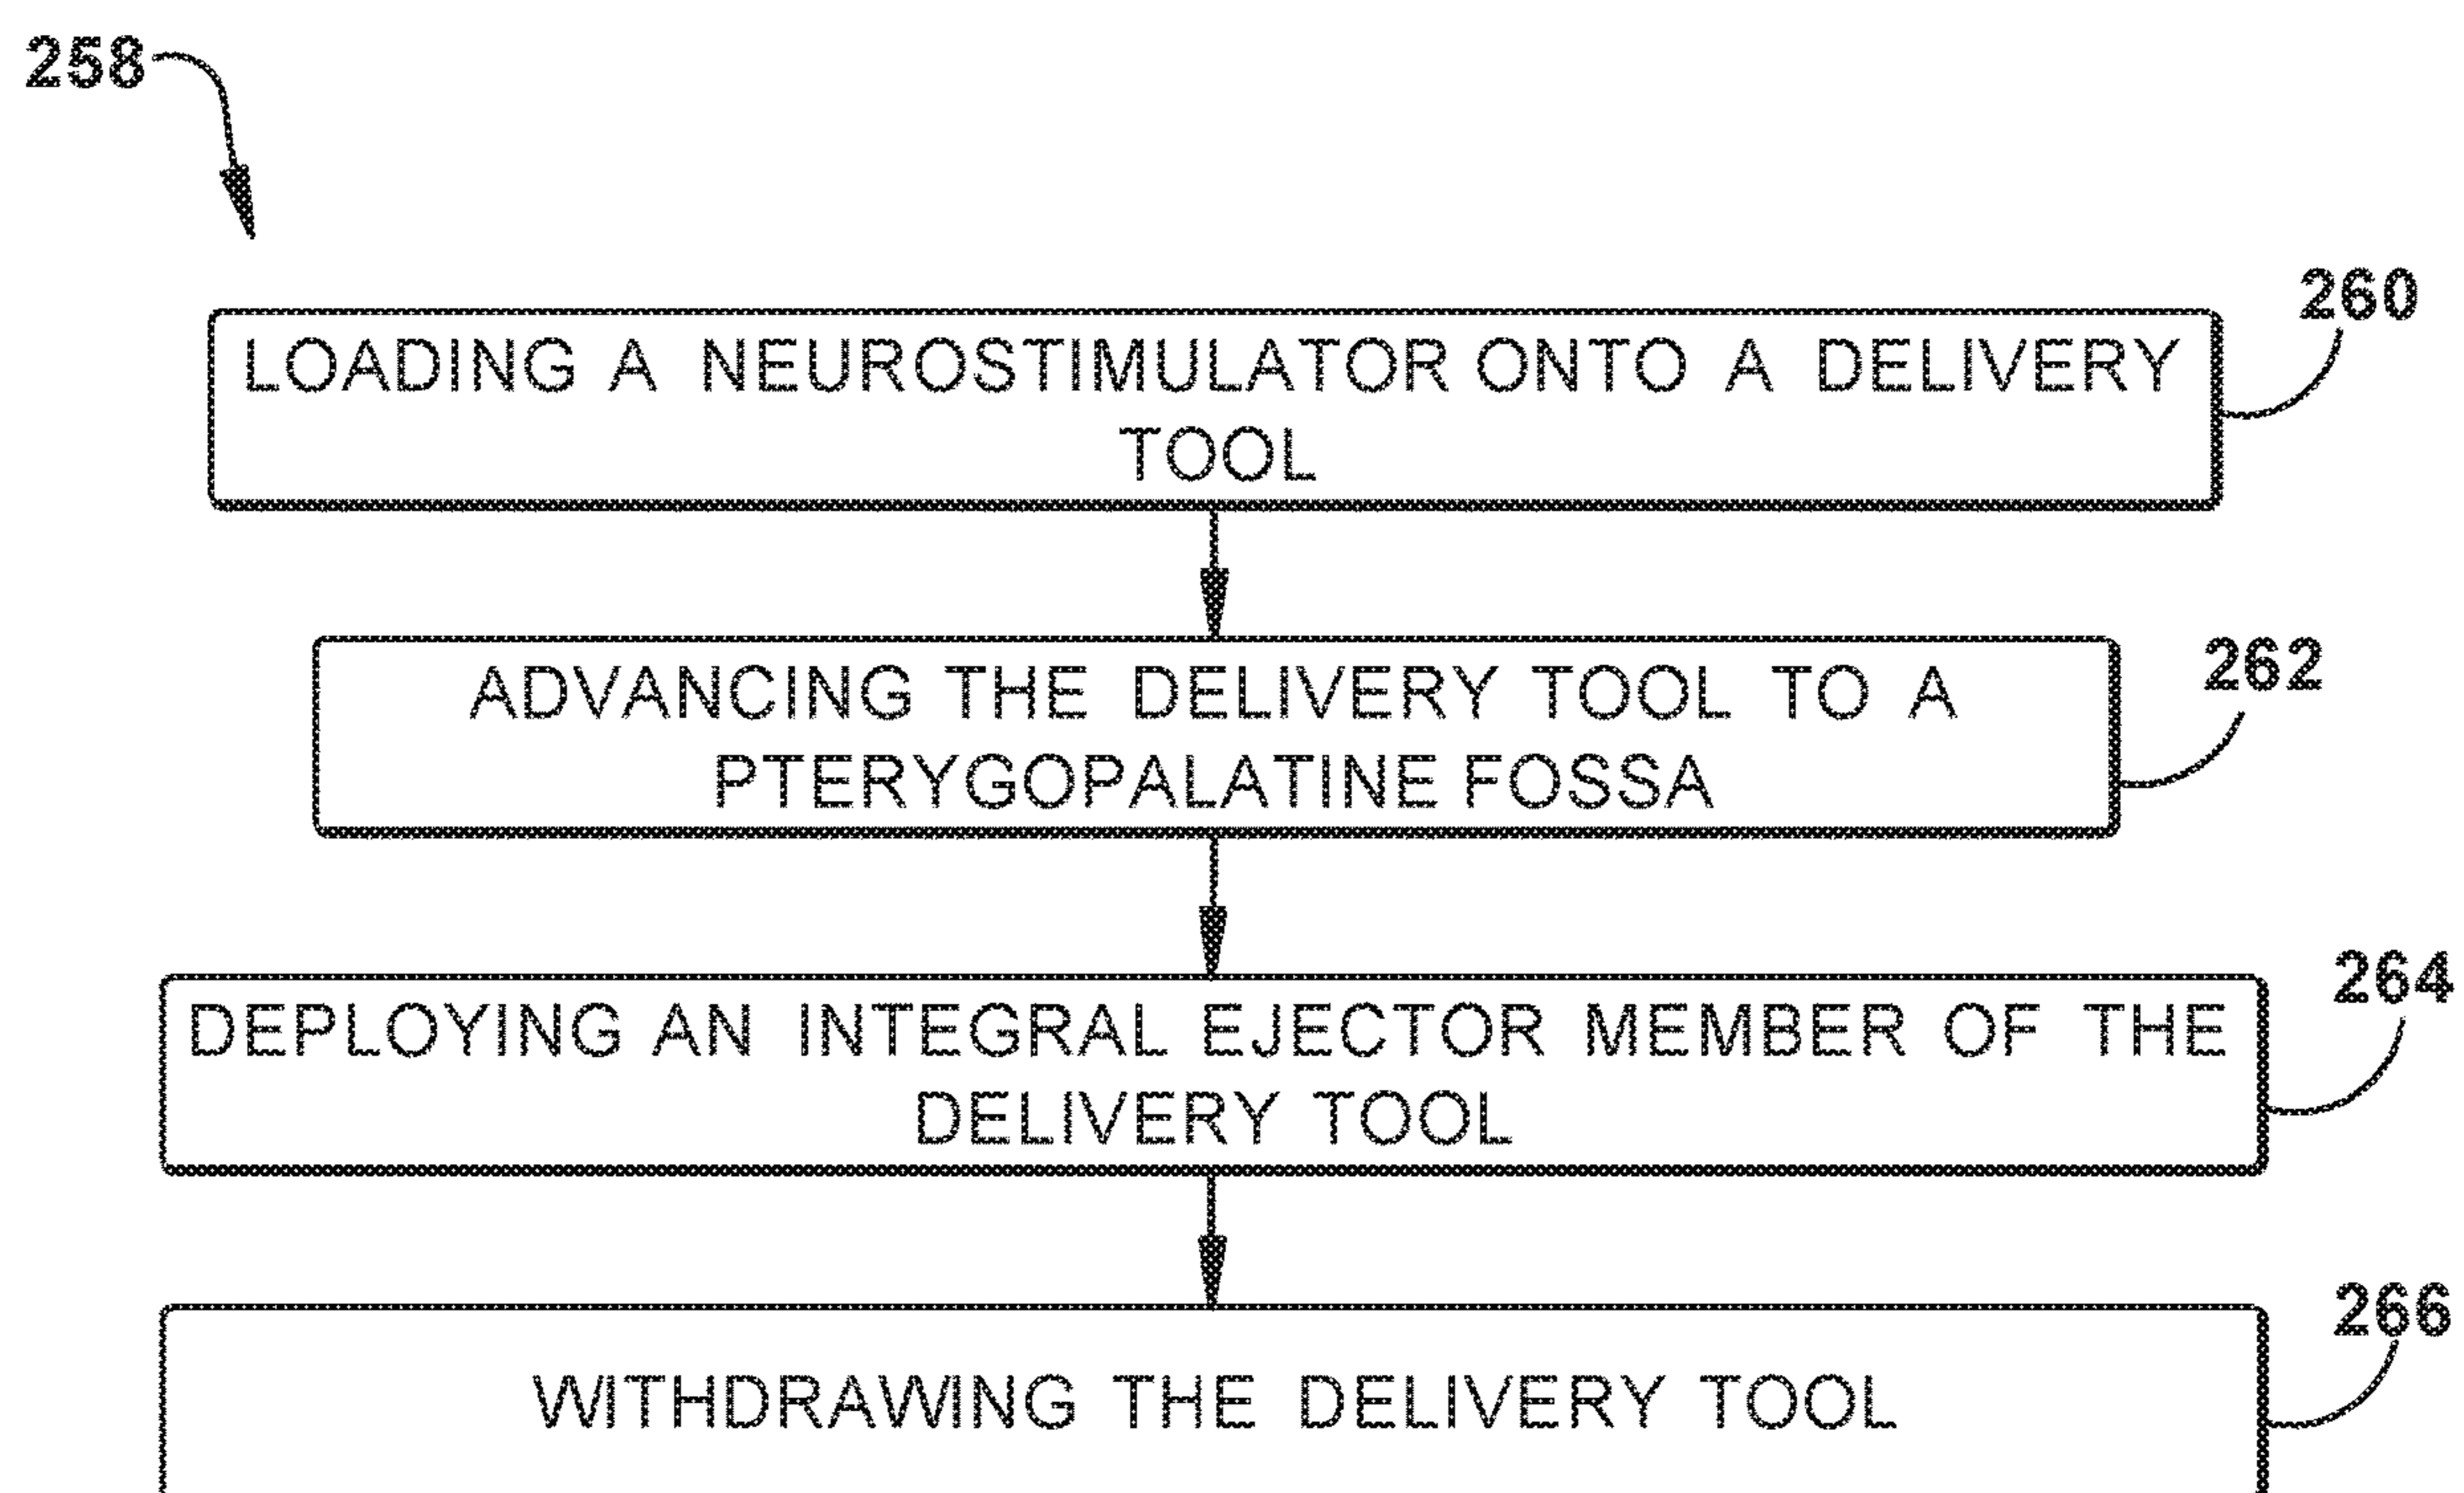 258
260
LOADING A NEUROSTIMULATOR ONTO A DELIVERY
TOOL
262
ADVANCING THE DELIVERY TOOL TO A
PTERYGOPALATINE FOSSA
264
DEPLOYING AN INTEGRAL EJECTOR MEMBER OF THE
DELIVERY TOOL
266
WITHDRAWING THE DELIVERY TOOL